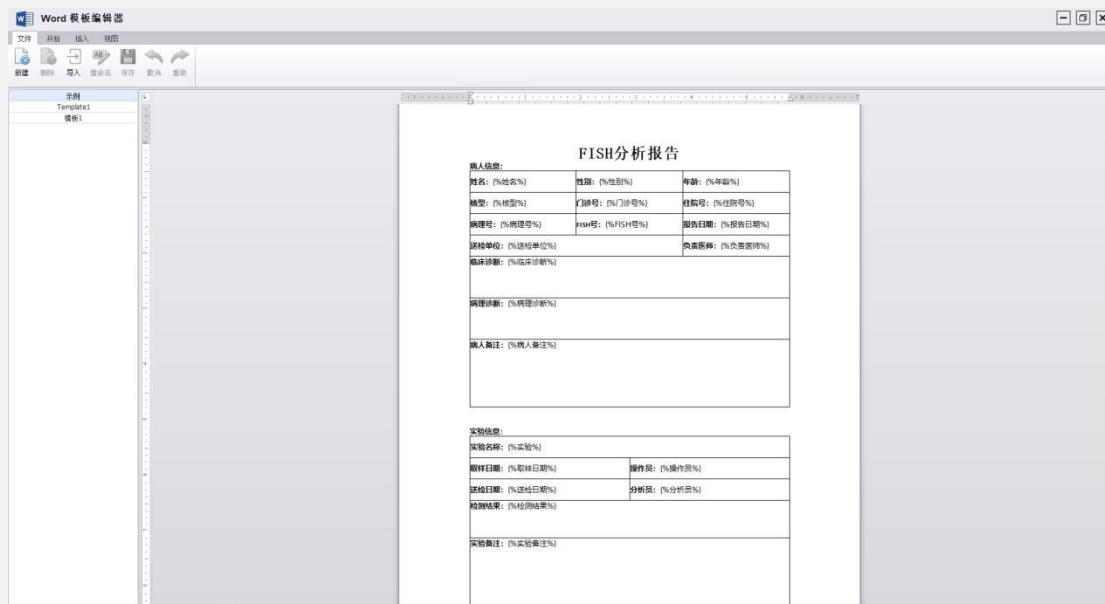 Word 模板编辑器
文件 开始 插入 视图
新建 删除 导入 重命名 保存 取消 重做
示例
Template1
模板1
FISH分析报告
病人信息：
姓名：{%姓名%} 性别：{%性别%} 年龄：{%年龄%}
核型：{%核型%} 门诊号：{%门诊号%} 住院号：{%住院号%}
病理号：{%病理号%} FISH号：{%FISH号%} 报告日期：{%报告日期%}
送检单位：{%送检单位%} 负责医师：{%负责医师%}
临床诊断：{%临床诊断%}
病理诊断：{%病理诊断%}
病人备注：{%病人备注%}
实验信息：
实验名称：{%实验%}
取样日期：{%取样日期%} 操作员：{%操作员%}
送检日期：{%送检日期%} 分析员：{%分析员%}
检测结果：{%检测结果%}
实验备注：{%实验备注%}